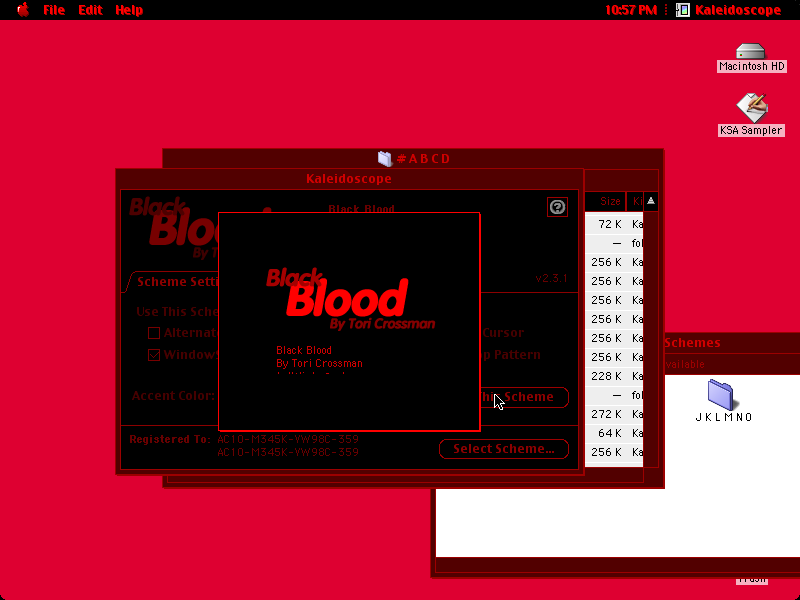 File Edit Help
10:57 PM Kaleidoscope
Macintosh HD
KSA Sampler
#ABCD
Kaleidoscope
Black
Black Blood
By T
v2.3.1
Size
72 K Ka
— fol
256 K Ka
256 K Ka
256 K Ka
256 K Ka
256 K Ka
256 K Ka
228 K Ka
— fol
272 K Ka
64 K Ka
256 K Ka
Scheme Setti
Use This Sche
Alternat
Window
Cursor
p Pattern
Accent Color:
Scheme
Black
Blood
By Tori Crossman
Black Blood
By Tori Crossman
Registered To: AC10-M345K-YW98C-359
AC10-M345K-YW98C-359
Select Scheme...
Schemes
vailable
JKLMNO
Trash